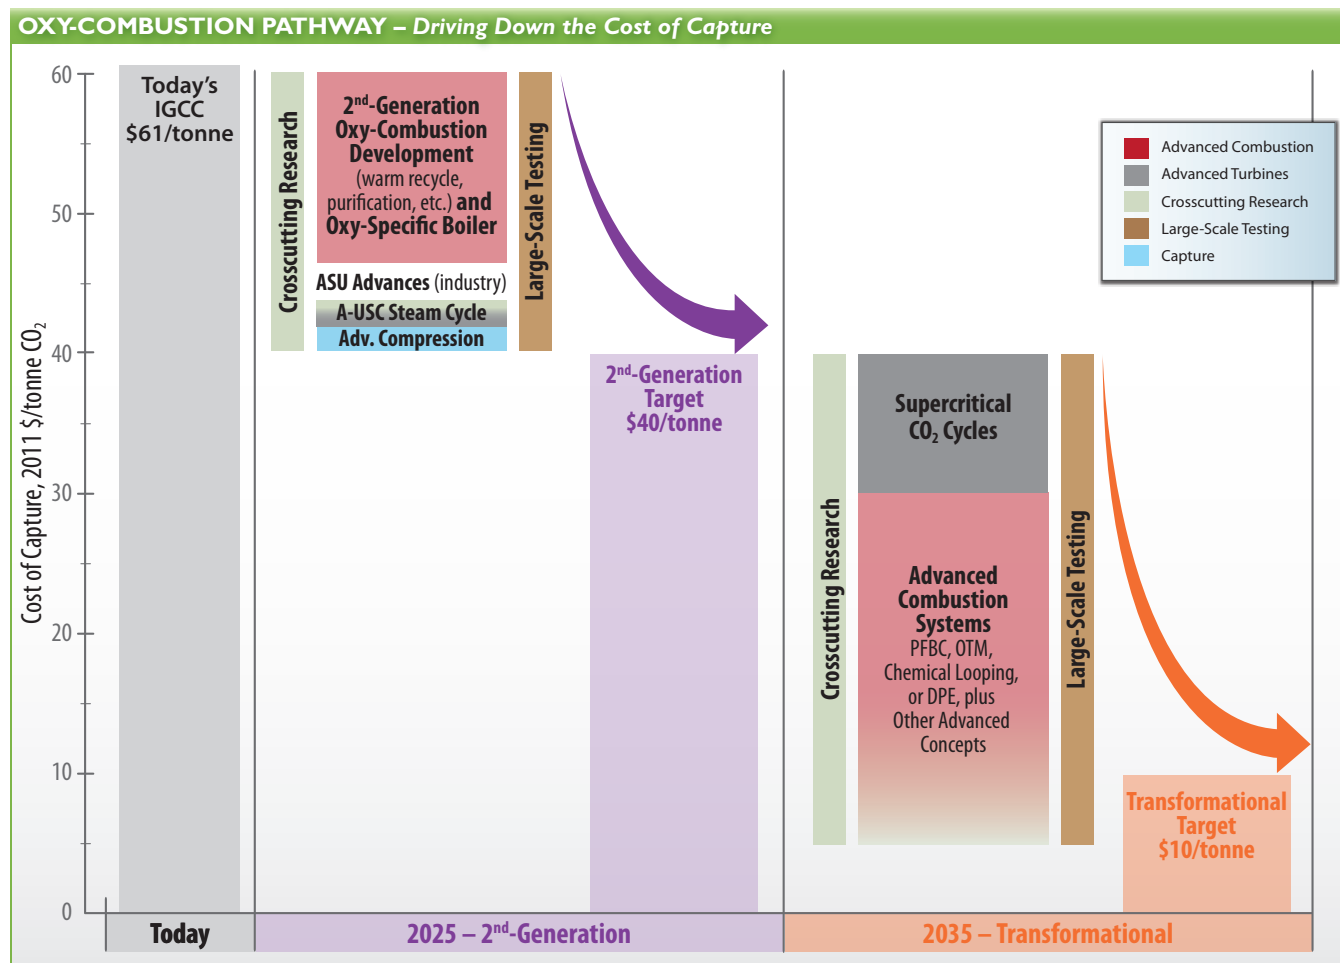 OXY-COMBUSTION PATHWAY – Driving Down the Cost of Capture
Cost of Capture, 2011 $/tonne CO₂
60
50
40
30
20
10
0
Today's
IGCC
$61/tonne
Crosscutting Research
2nd-Generation
Oxy-Combustion
Development
(warm recycle,
purification, etc.) and
Oxy-Specific Boiler
ASU Advances (industry)
A-USC Steam Cycle
Adv. Compression
Large-Scale Testing
2nd-Generation
Target
$40/tonne
Crosscutting Research
Supercritical
CO₂ Cycles
Advanced
Combustion
Systems
PFBC, OTM,
Chemical Looping,
or DPE, plus
Other Advanced
Concepts
Large-Scale Testing
Transformational
Target
$10/tonne
Advanced Combustion
Advanced Turbines
Crosscutting Research
Large-Scale Testing
Capture
Today
2025 – 2nd-Generation
2035 – Transformational